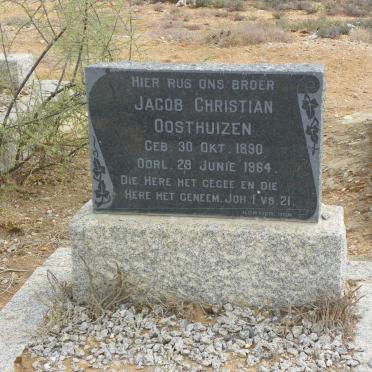 HIER RUS ONS BROER
JACOB CHRISTIAN
OOSTHUIZEN
GEB. 30 OKT. 1890
OORL. 28 JUNIE 1964.
DIE HERE HET GEGEE EN DIE
HERE HET GENEEM. JOH. 1 VS. 21.